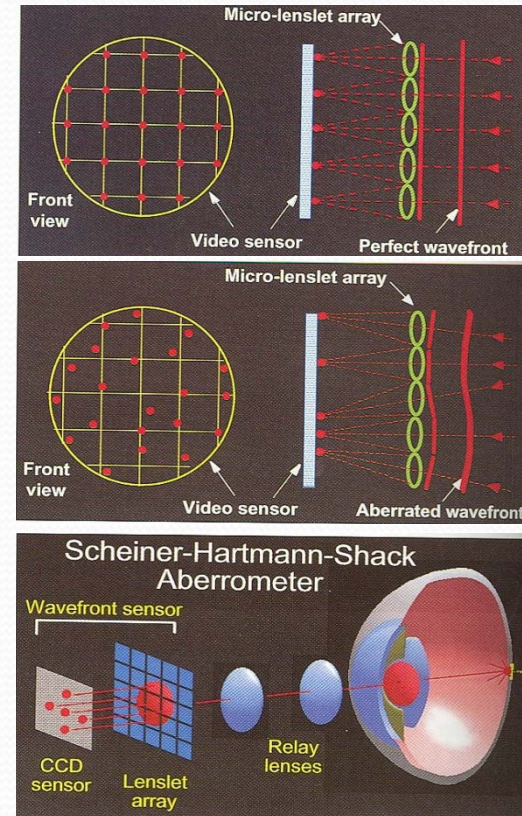 Micro-lenslet array
Front
view
Video sensor
Perfect wavefront
Micro-lenslet array
Front
view
Video sensor
Aberrated wavefront
Scheiner-Hartmann-Shack
Aberrometer
Wavefront sensor
CCD
sensor
Lenslet
array
Relay
lenses